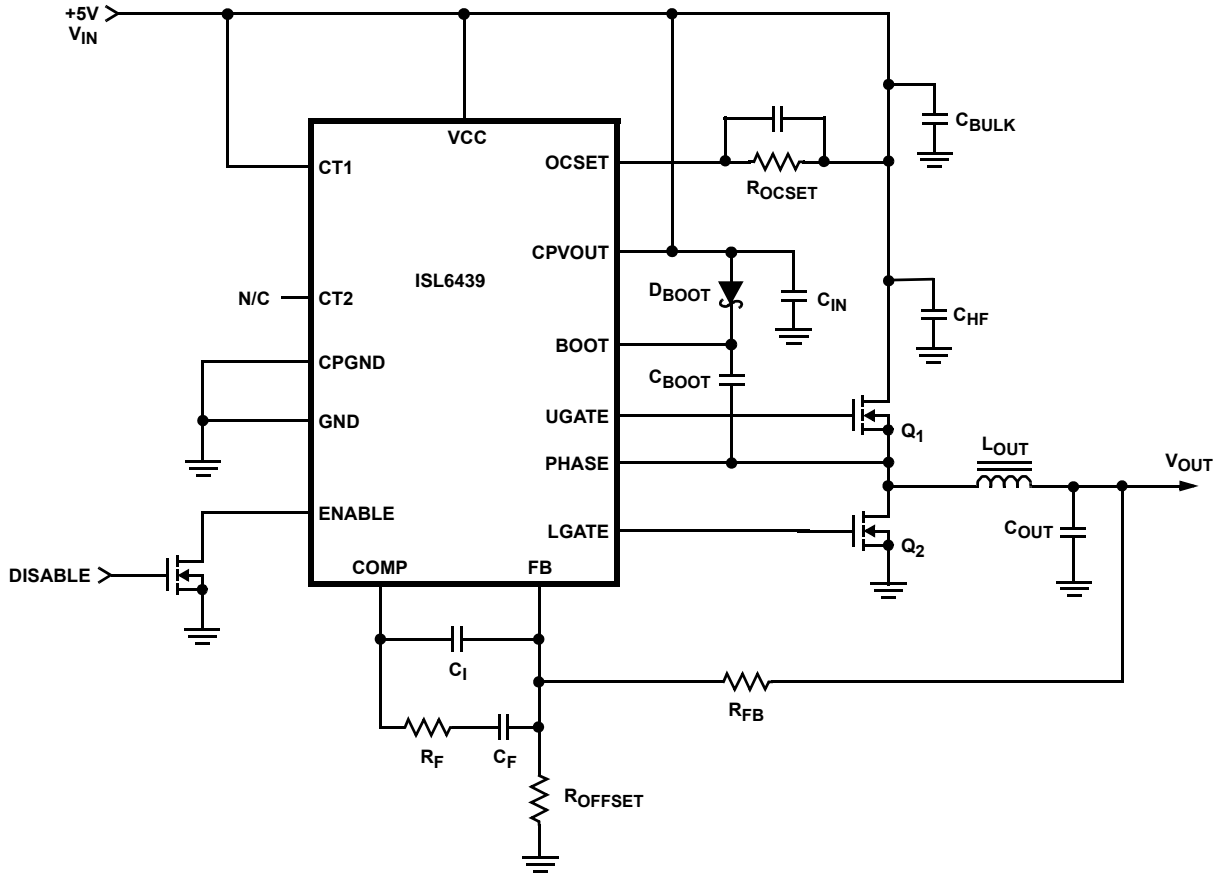 +5V
VIN
VCC
CT1
OCSET
ROCSET
CBULK
CPVOUT
ISL6439
DBOOT
CIN
N/C
CT2
CHF
BOOT
CPGND
CBOOT
GND
UGATE
Q1
PHASE
LOUT
VOUT
ENABLE
LGATE
Q2
COUT
DISABLE
COMP
FB
CI
RFB
RF
CF
ROFFSET